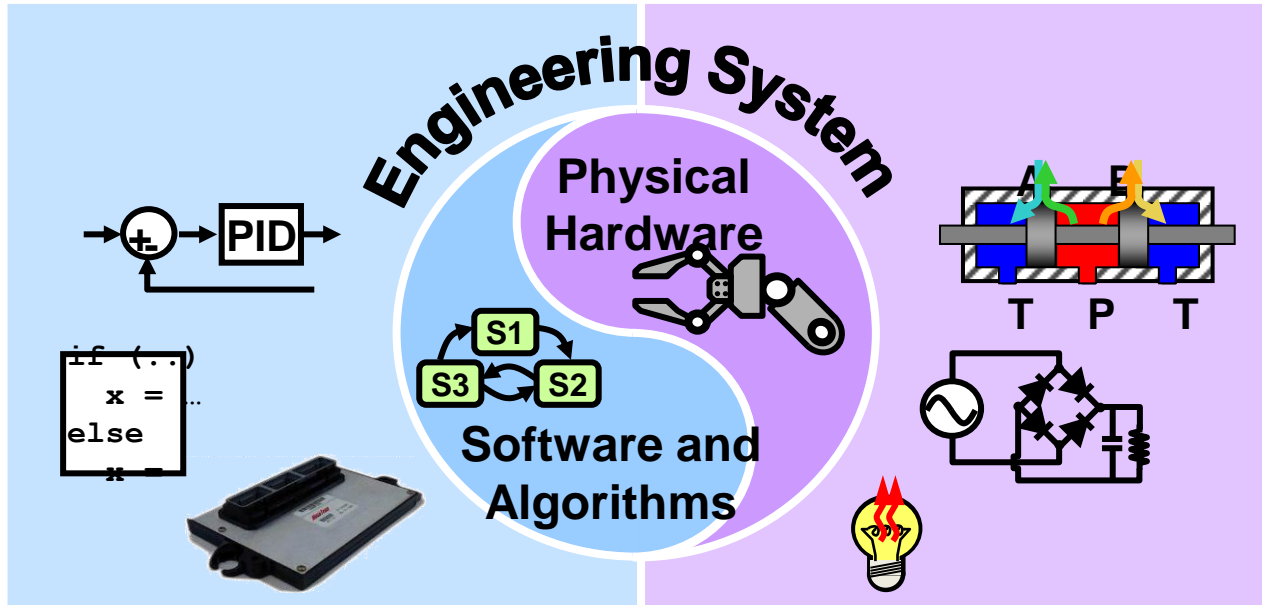 Engineering System
Physical
Hardware
A B
T P T
+
-
PID
S1
S3 S2
if (..)
x = ...
else
x =
Software and
Algorithms